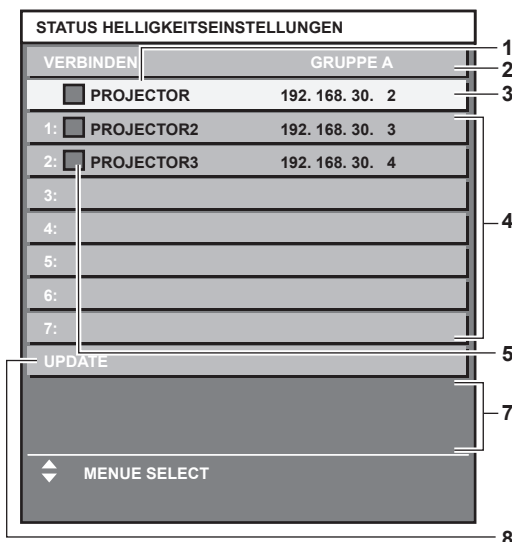 STATUS HELLIGKEITSEINSTELLUNGEN
VERBINDEN GRUPPE A
PROJECTOR 192. 168. 30. 2
1: PROJECTOR2 192. 168. 30. 3
2: PROJECTOR3 192. 168. 30. 4
3:
4:
5:
6:
7:
UPDATE
MENUE SELECT
1
2
3
4
5
7
8